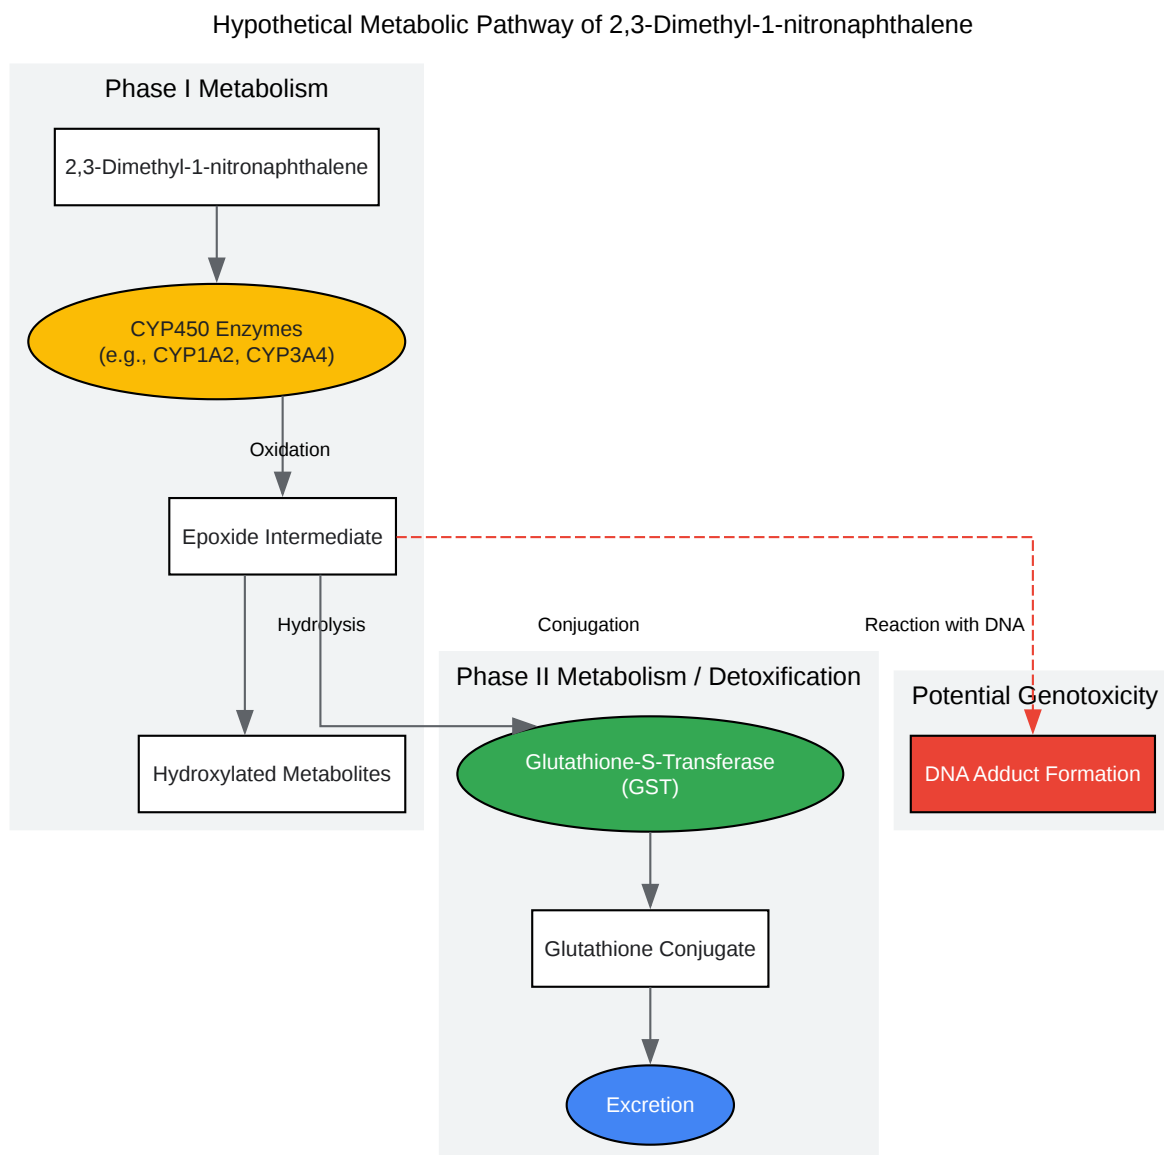 Hypothetical Metabolic Pathway of 2,3-Dimethyl-1-nitronaphthalene
Phase I Metabolism
2,3-Dimethyl-1-nitronaphthalene
CYP450 Enzymes
(e.g., CYP1A2, CYP3A4)
Oxidation
Epoxide Intermediate
Hydrolysis
Conjugation
Reaction with DNA
Hydroxylated Metabolites
Phase II Metabolism / Detoxification
Glutathione-S-Transferase
(GST)
Glutathione Conjugate
Excretion
Potential Genotoxicity
DNA Adduct Formation